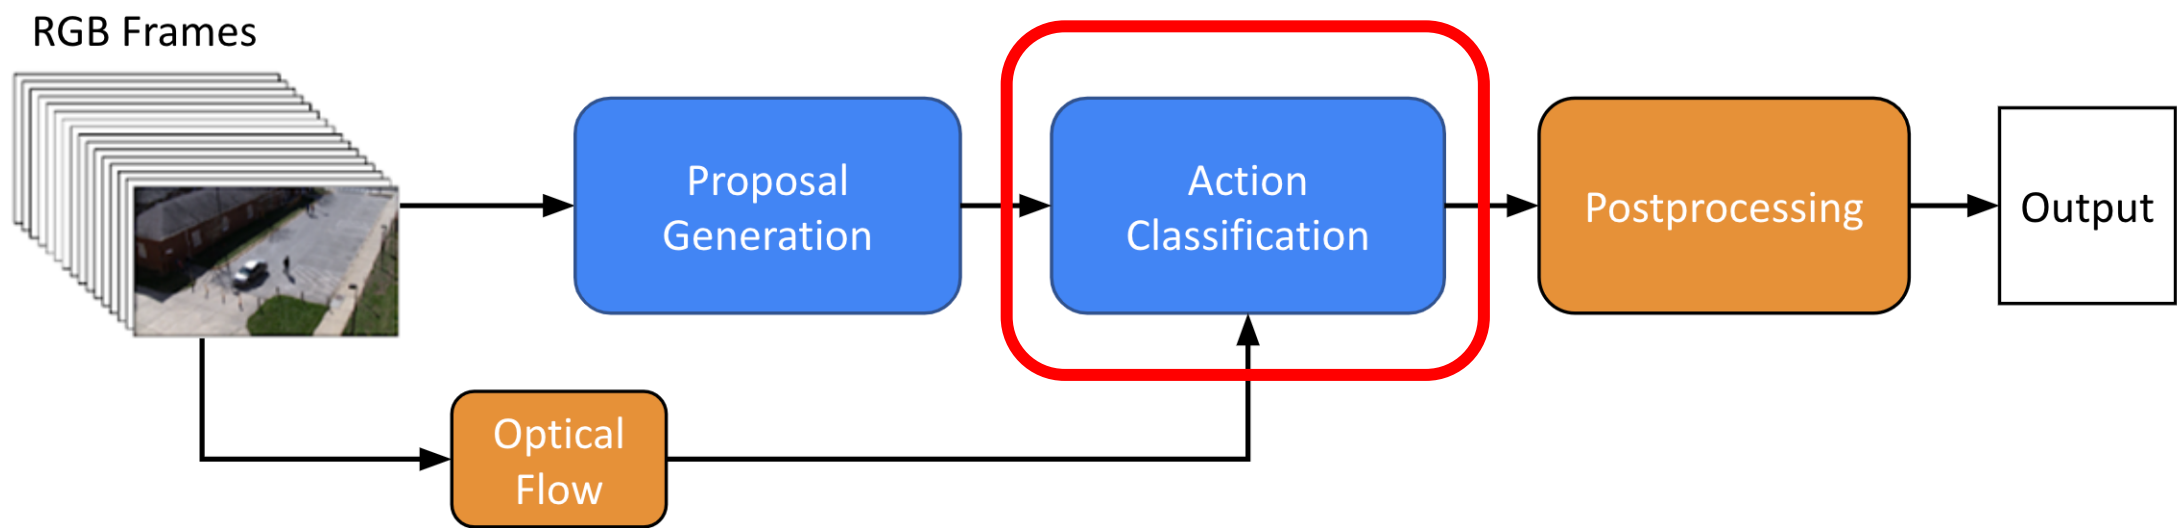 RGB Frames
Proposal
Generation
Action
Classification
Postprocessing
Output
Optical
Flow